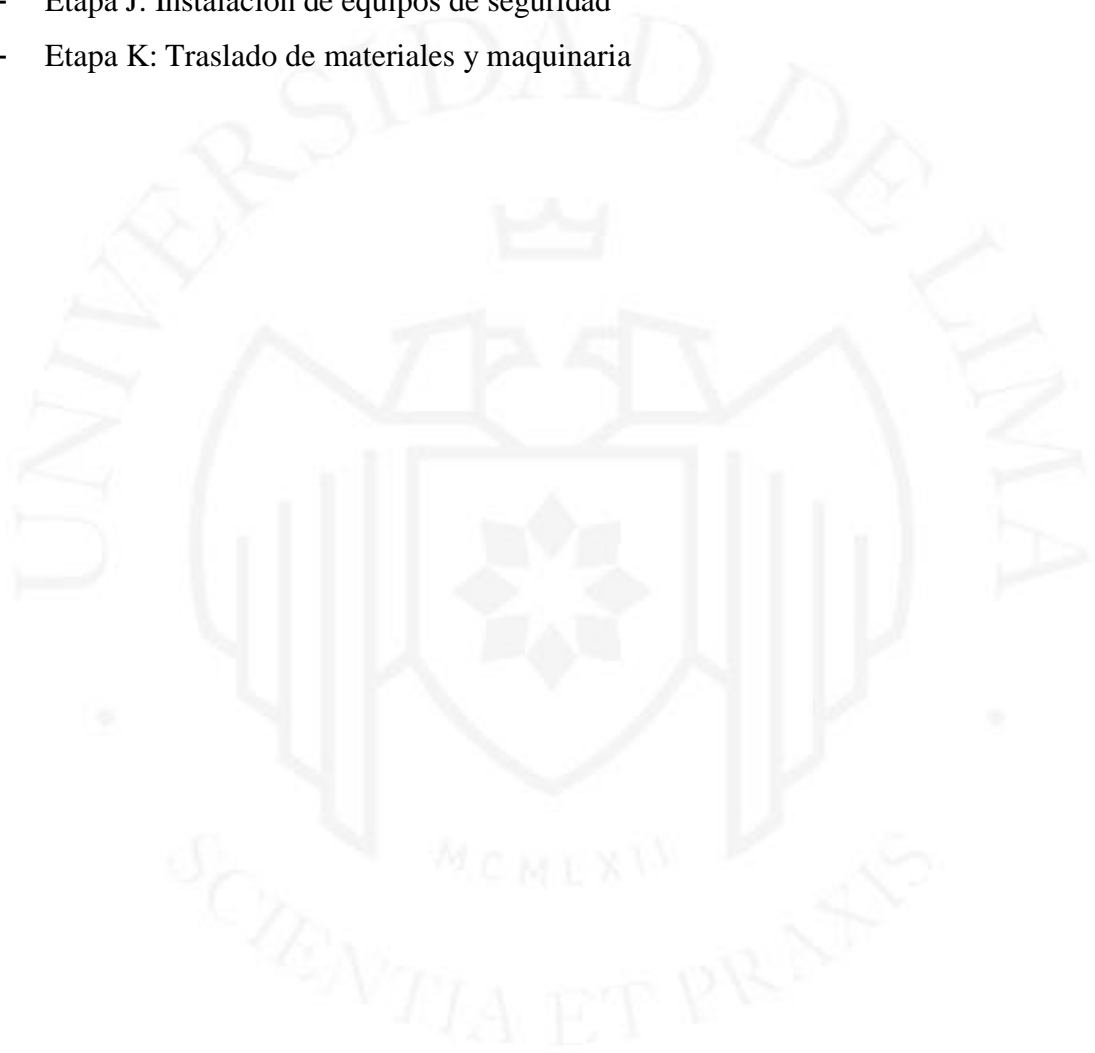 - Etapa J: Instalación de equipos de seguridad
- Etapa K: Traslado de materiales y maquinaria
UNIVERSIDAD DE LIMA
MCMLXII
SCIENTIA ET PRAXIS